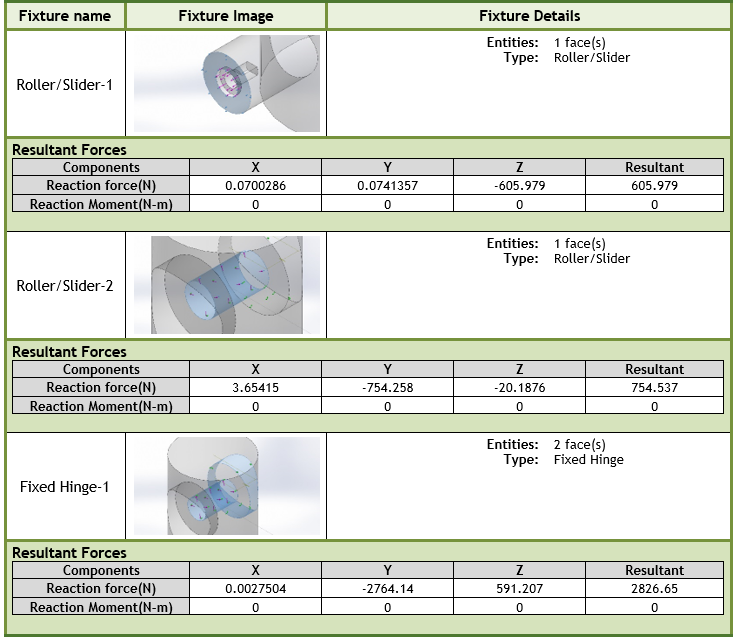 Fixture name Fixture Image Fixture Details
Roller/Slider-1
Entities: 1 face(s)
Type: Roller/Slider
Resultant Forces
Components X Y Z Resultant
Reaction force(N) 0.0700286 0.0741357 -605.979 605.979
Reaction Moment(N-m) 0 0 0 0
Roller/Slider-2
Entities: 1 face(s)
Type: Roller/Slider
Resultant Forces
Components X Y Z Resultant
Reaction force(N) 3.65415 -754.258 -20.1876 754.537
Reaction Moment(N-m) 0 0 0 0
Fixed Hinge-1
Entities: 2 face(s)
Type: Fixed Hinge
Resultant Forces
Components X Y Z Resultant
Reaction force(N) 0.0027504 -2764.14 591.207 2826.65
Reaction Moment(N-m) 0 0 0 0